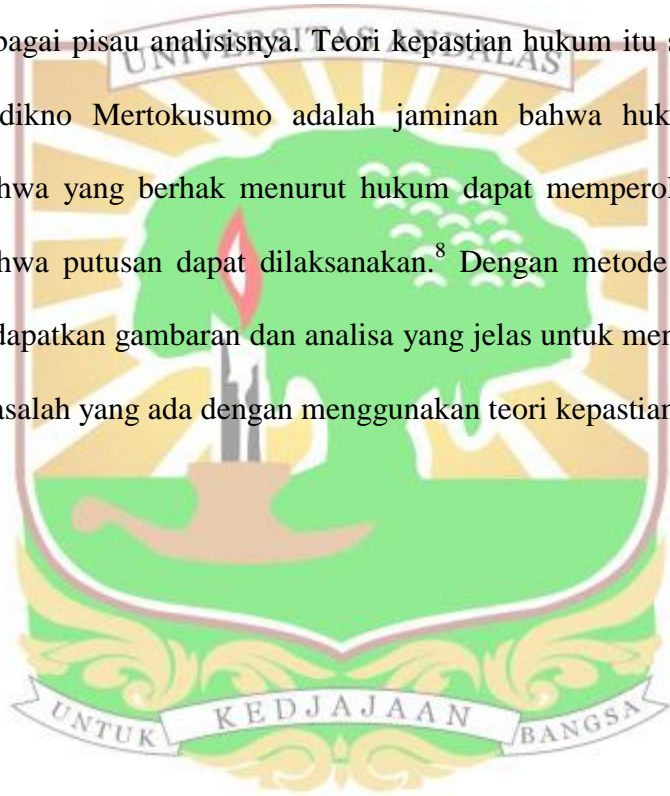 bagai pisau analisisnya. Teori kepastian hukum itu s
UNIVERSITAS ANDALAS
dikno Mertokusumo adalah jaminan bahwa huk
hwa yang berhak menurut hukum dapat memperol
hwa putusan dapat dilaksanakan.⁸ Dengan metode
dapatkan gambaran dan analisa yang jelas untuk men
asalah yang ada dengan menggunakan teori kepastian
UNTUK KEDJAJAAN BANGSA